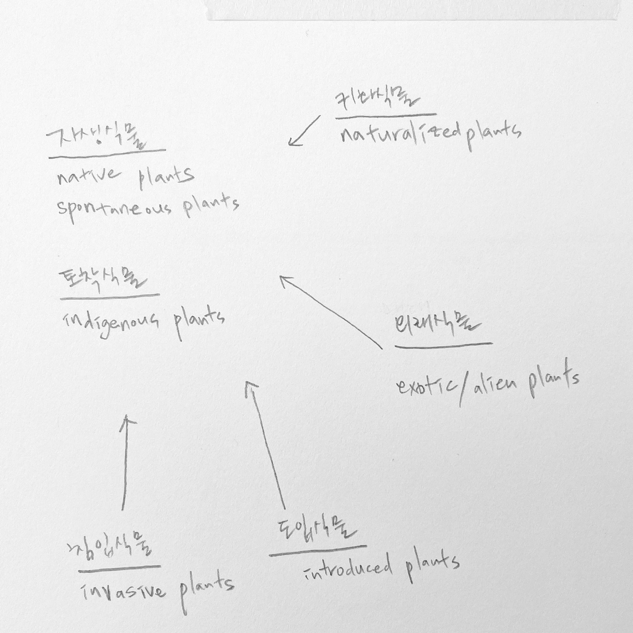 자생식물
native plants
spontaneous plants
귀화식물
naturalized plants
토착식물
indigenous plants
외래식물
exotic/alien plants
침입식물
invasive plants
도입식물
introduced plants